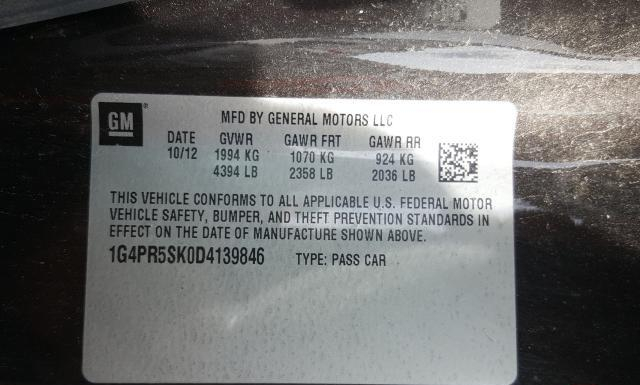 GM ® MFD BY GENERAL MOTORS LLC
DATE GVWR GAWR FRT GAWR RR
10/12 1994 KG 1070 KG 924 KG
4394 LB 2358 LB 2036 LB
THIS VEHICLE CONFORMS TO ALL APPLICABLE U.S. FEDERAL MOTOR
VEHICLE SAFETY, BUMPER, AND THEFT PREVENTION STANDARDS IN
EFFECT ON THE DATE OF MANUFACTURE SHOWN ABOVE.
1G4PR5SK0D4139846 TYPE: PASS CAR